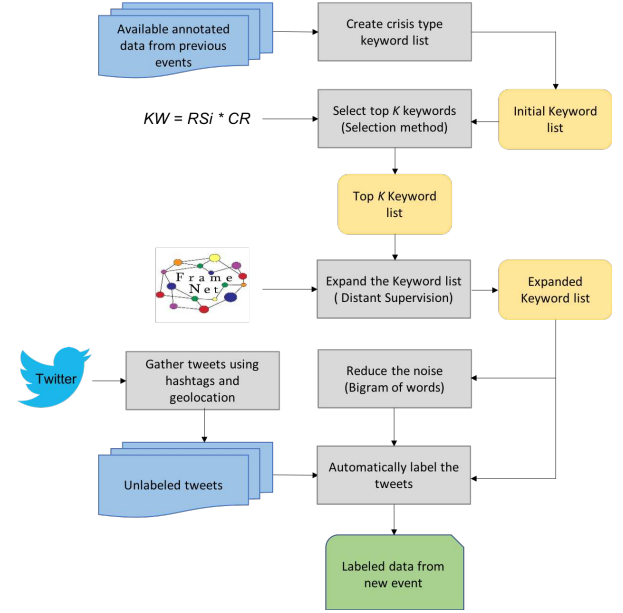 Available annotated
data from previous
events
Create crisis type
keyword list
KW = RSi * CR
Select top K keywords
(Selection method)
Initial Keyword
list
Top K Keyword
list
Frame
Net
Expand the Keyword list
( Distant Supervision)
Expanded
Keyword list
Twitter
Gather tweets using
hashtags and
geolocation
Reduce the noise
(Bigram of words)
Unlabeled tweets
Automatically label the
tweets
Labeled data from
new event